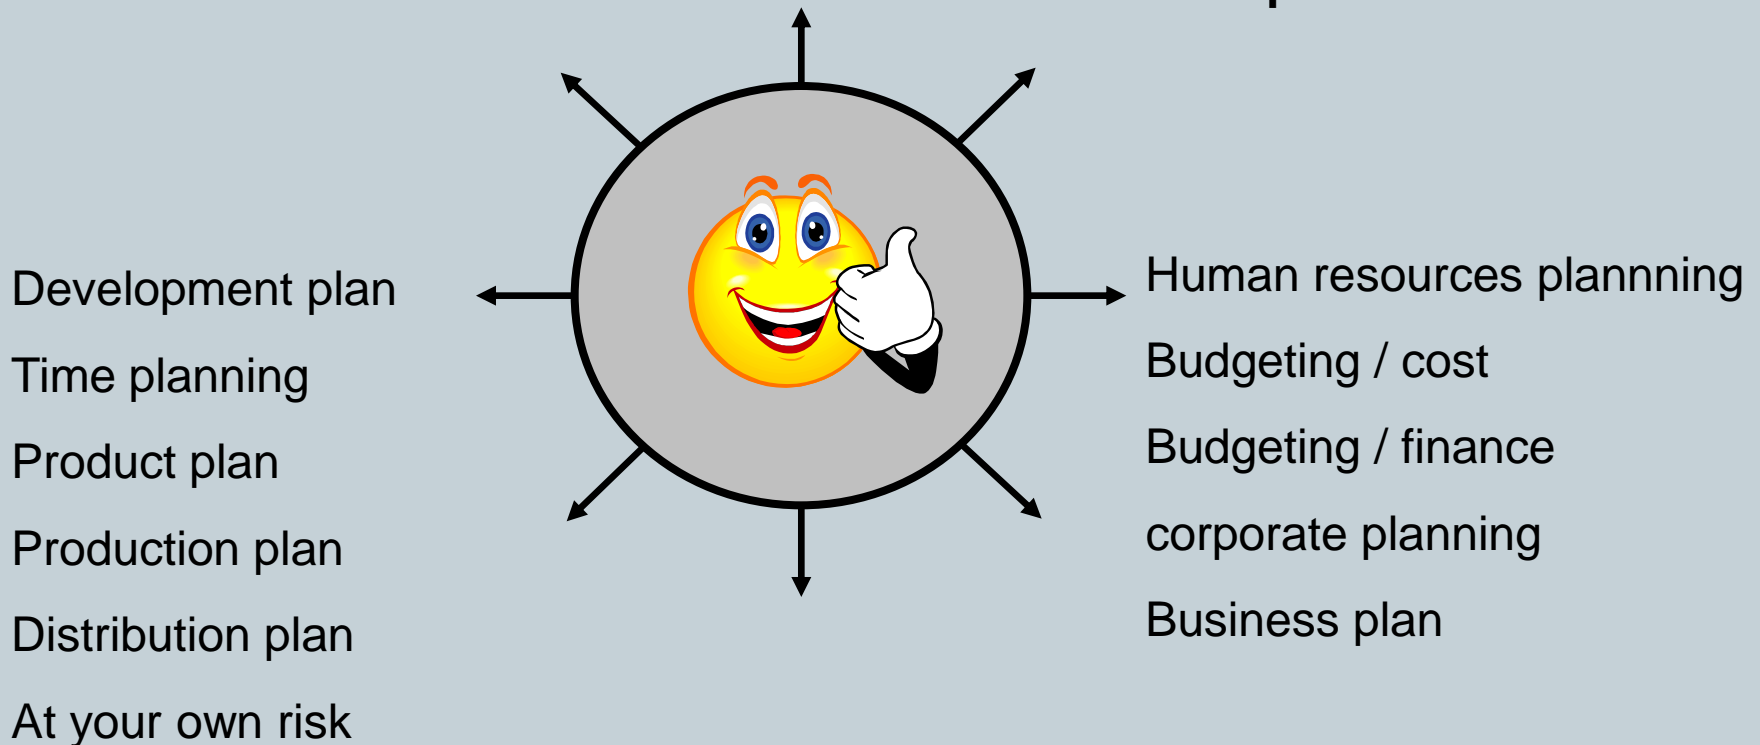 Development plan
Time planning
Product plan
Production plan
Distribution plan
At your own risk
Human resources plannning
Budgeting / cost
Budgeting / finance
corporate planning
Business plan